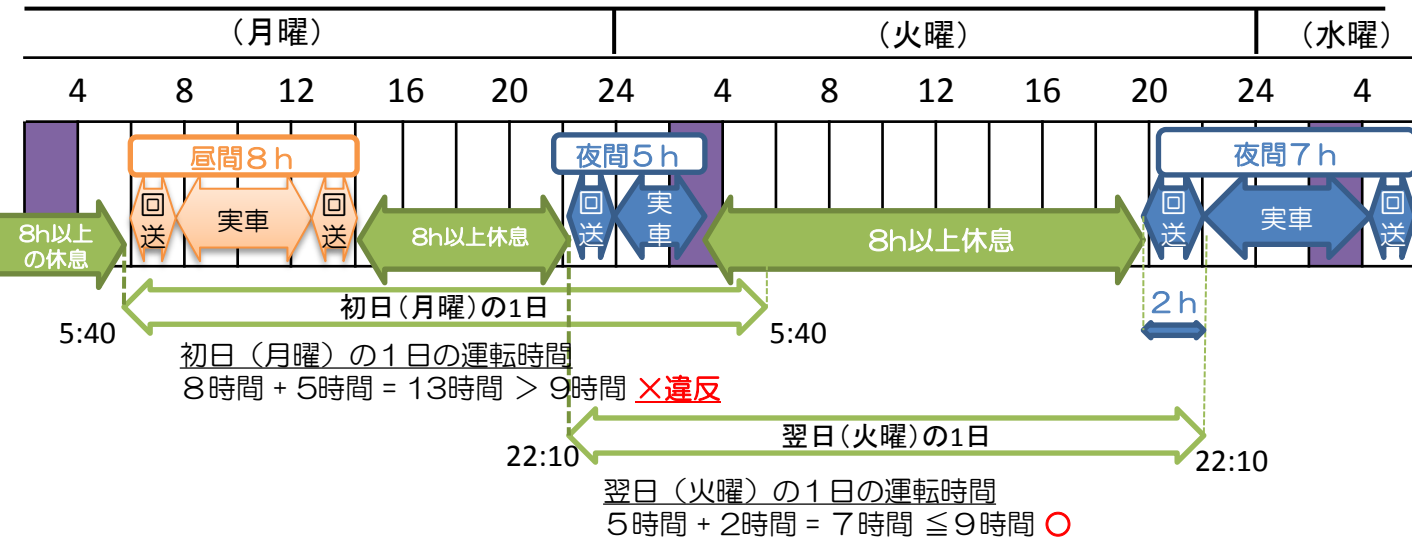 （月曜）
（火曜）
（水曜）
4 8 12 16 20 24 4 8 12 16 20 24 4
昼間８ｈ
夜間５ｈ
夜間７ｈ
8h以上
の休息
回送
実車
回送
8h以上休息
回送
実車
8h以上休息
回送
実車
回送
２ｈ
初日（月曜）の1日
5:40
5:40
初日（月曜）の１日の運転時間
８時間 + 5時間 = 13時間 ＞ 9時間 ×違反
翌日（火曜）の1日
22:10
22:10
翌日（火曜）の１日の運転時間
５時間 + 2時間 = ７時間 ≦９時間 〇